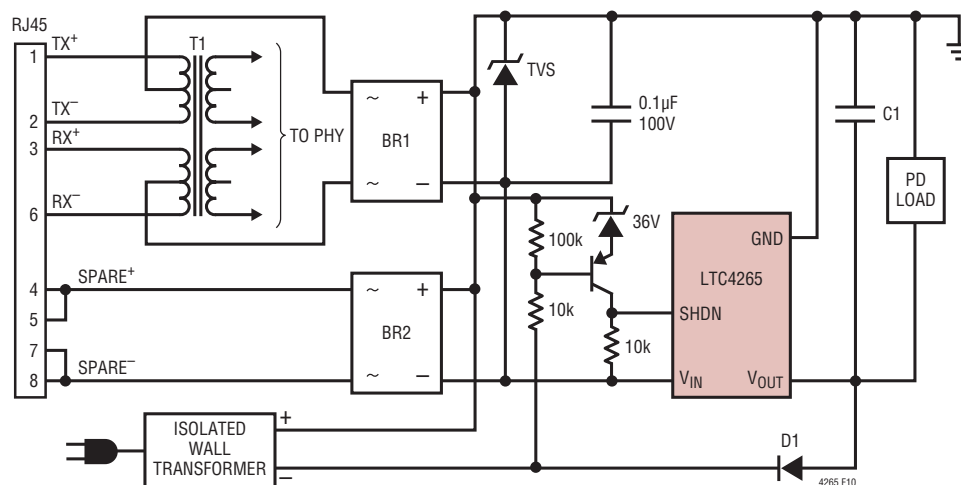 RJ45
1
TX+
T1
2
TX–
3
RX+
6
RX–
TO PHY
~
+
BR1
~
–
TVS
0.1µF
100V
C1
PD
LOAD
100k
36V
10k
10k
GND
LTC4265
SHDN
VIN
VOUT
4
SPARE+
5
7
8
SPARE–
~
+
BR2
~
–
ISOLATED
WALL
TRANSFORMER
+
–
D1
4265 F10